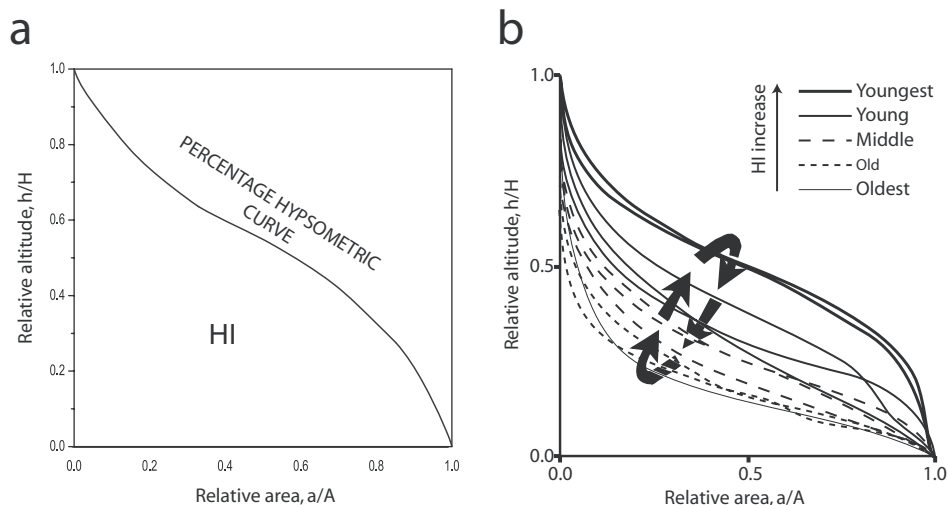 a
1.0
0.8
0.6
0.4
0.2
0.0
Relative altitude, h/H
PERCENTAGE HYPSOMETRIC
CURVE
HI
0.0
0.2
0.4
0.6
0.8
1.0
Relative area, a/A
b
1.0
0.5
0.0
Relative altitude, h/H
HI increase
Youngest
Young
Middle
Old
Oldest
0.0
0.5
1.0
Relative area, a/A